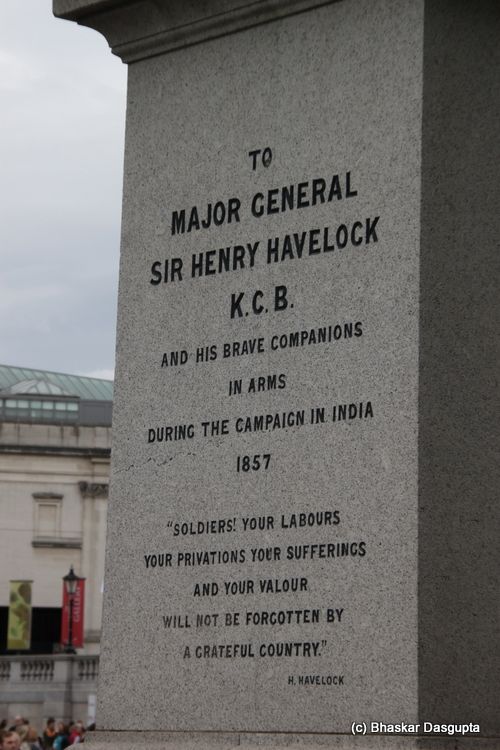 TO
MAJOR GENERAL
SIR HENRY HAVELOCK
K.C.B.
AND HIS BRAVE COMPANIONS
IN ARMS
DURING THE CAMPAIGN IN INDIA
1857
"SOLDIERS! YOUR LABOURS
YOUR PRIVATIONS YOUR SUFFERINGS
AND YOUR VALOUR
WILL NOT BE FORGOTTEN BY
A GRATEFUL COUNTRY."
H. HAVELOCK
GALLERY
(c) Bhaskar Dasgupta